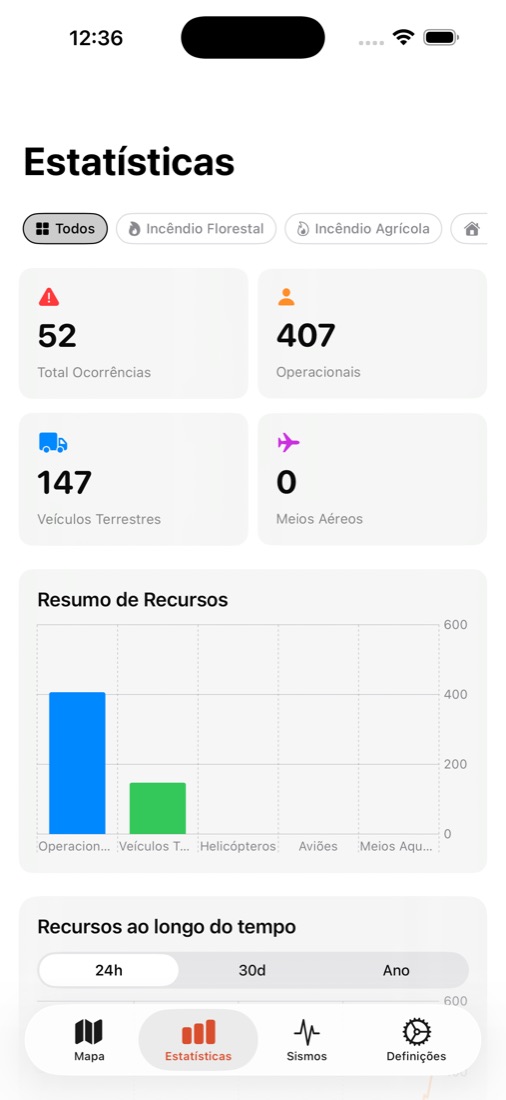 12:36
Estatísticas
Todos
Incêndio Florestal
Incêndio Agrícola
52
Total Ocorrências
407
Operacionais
147
Veículos Terrestres
0
Meios Aéreos
Resumo de Recursos
600
400
200
0
Operacion...
Veículos T...
Helicópteros
Aviões
Meios Aqu...
Recursos ao longo do tempo
24h
30d
Ano
600
Mapa
Estatísticas
Sismos
Definições